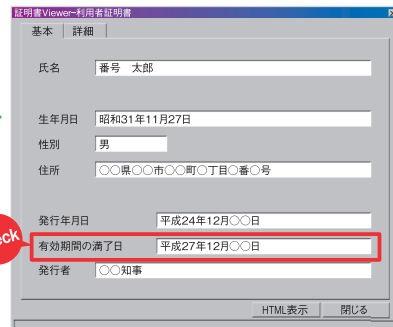 証明書Viewer-利用者証明書
基本 詳細
氏名 番号 太郎
生年月日 昭和31年11月27日
性別 男
住所 ○○県○○市○○町○丁目○番○号
発行年月日 平成24年12月○○日
有効期間の満了日 平成27年12月○○日
発行者 ○○知事
HTML表示 閉じる